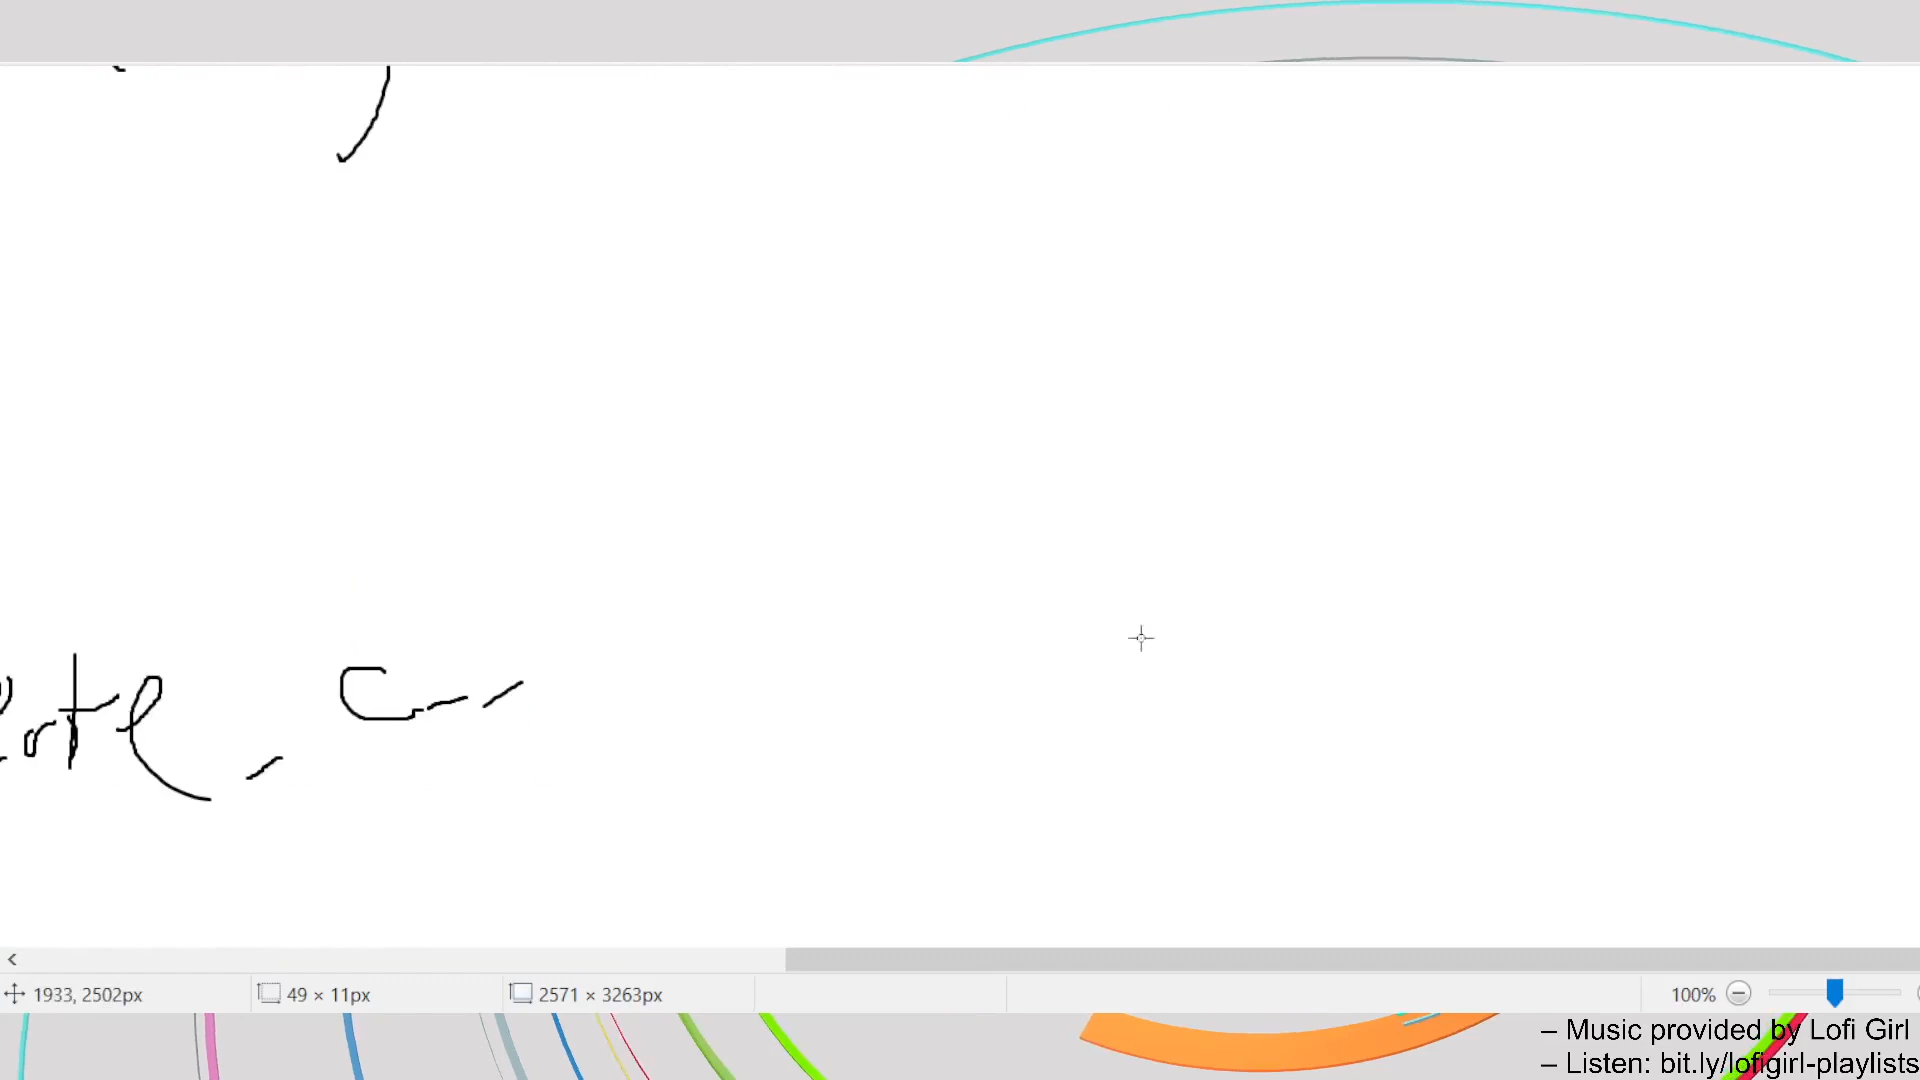 1933, 2502px 49 × 11px 2571 × 3263px 100%
– Music provided by Lofi Girl
– Listen: bit.ly/lofigirl-playlists